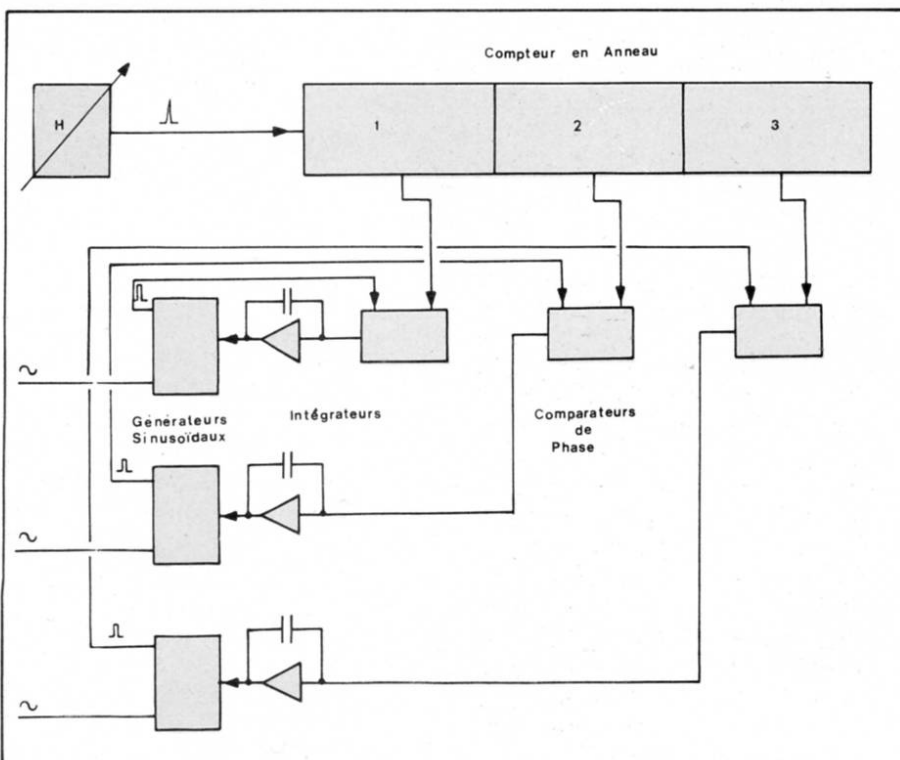 Compteur en Anneau
H
1
2
3
Générateurs
Sinusoïdaux
Intégrateurs
Comparateurs
de
Phase